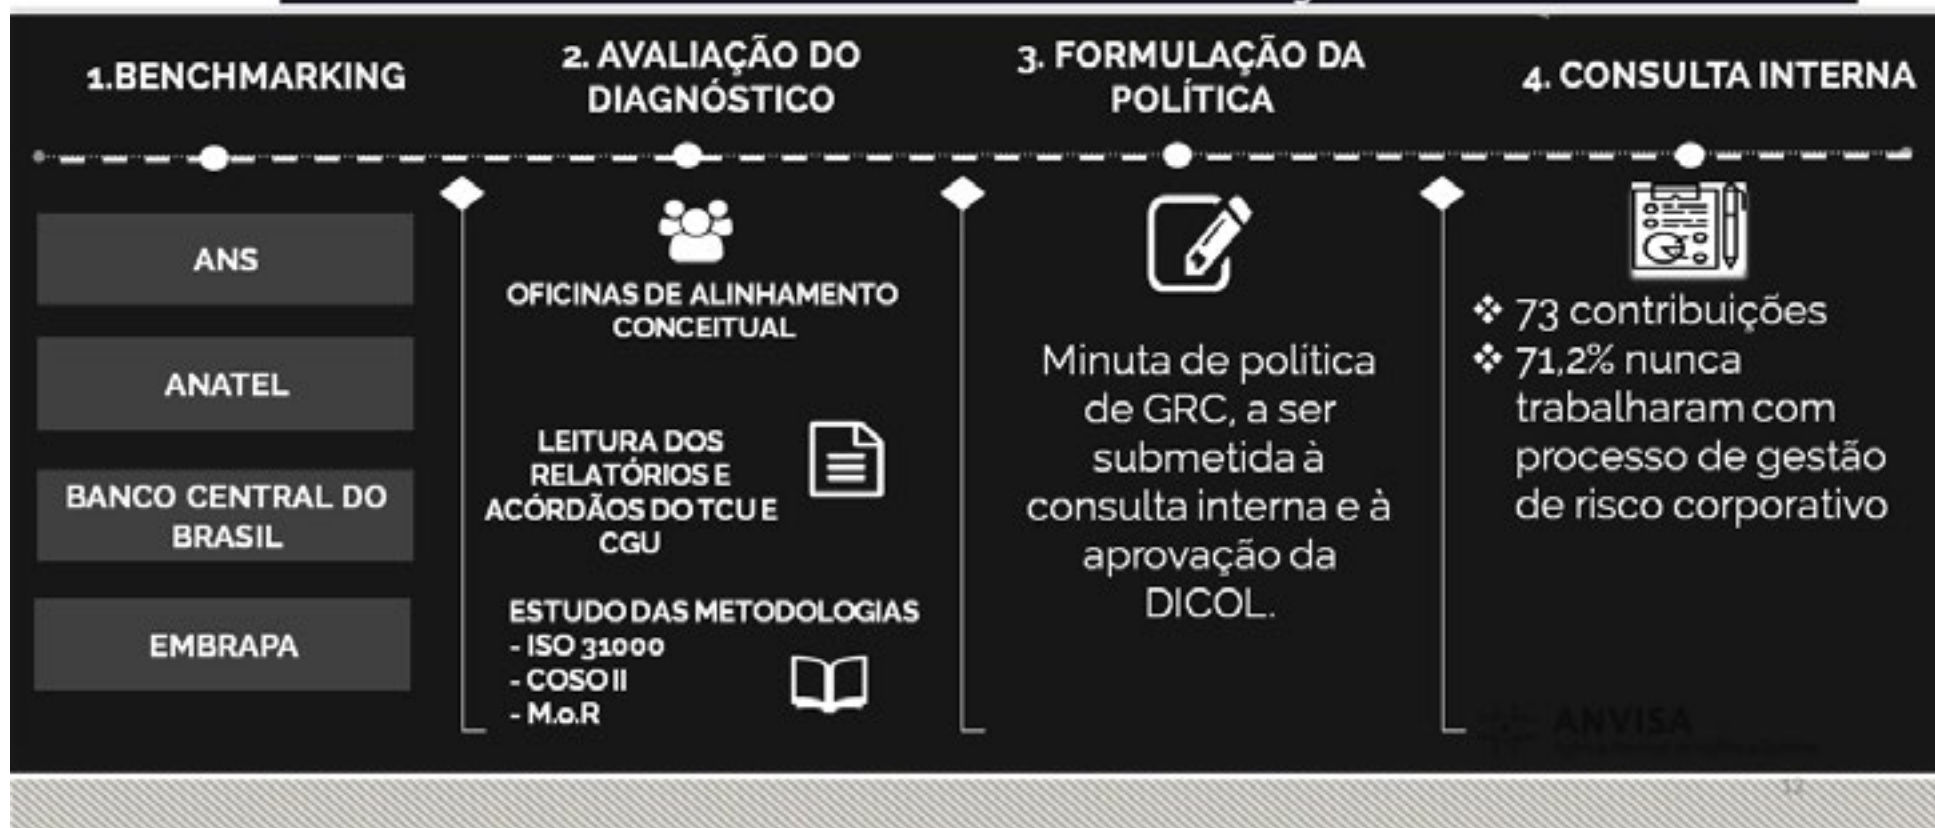 1.BENCHMARKING
ANS
ANATEL
BANCO CENTRAL DO
BRASIL
EMBRAPA
2. AVALIAÇÃO DO
DIAGNÓSTICO
OFICINAS DE ALINHAMENTO
CONCEITUAL
LEITURA DOS
RELATÓRIOS E
ACÓRDÃOS DO TCU E
CGU
ESTUDO DAS METODOLOGIAS
- ISO 31000
- COSO II
- M.o.R
3. FORMULAÇÃO DA
POLÍTICA
Minuta de política
de GRC, a ser
submetida à
consulta interna e à
aprovação da
DICOL.
4. CONSULTA INTERNA
❖ 73 contribuições
❖ 71,2% nunca
trabalharam com
processo de gestão
de risco corporativo
ANVISA
12